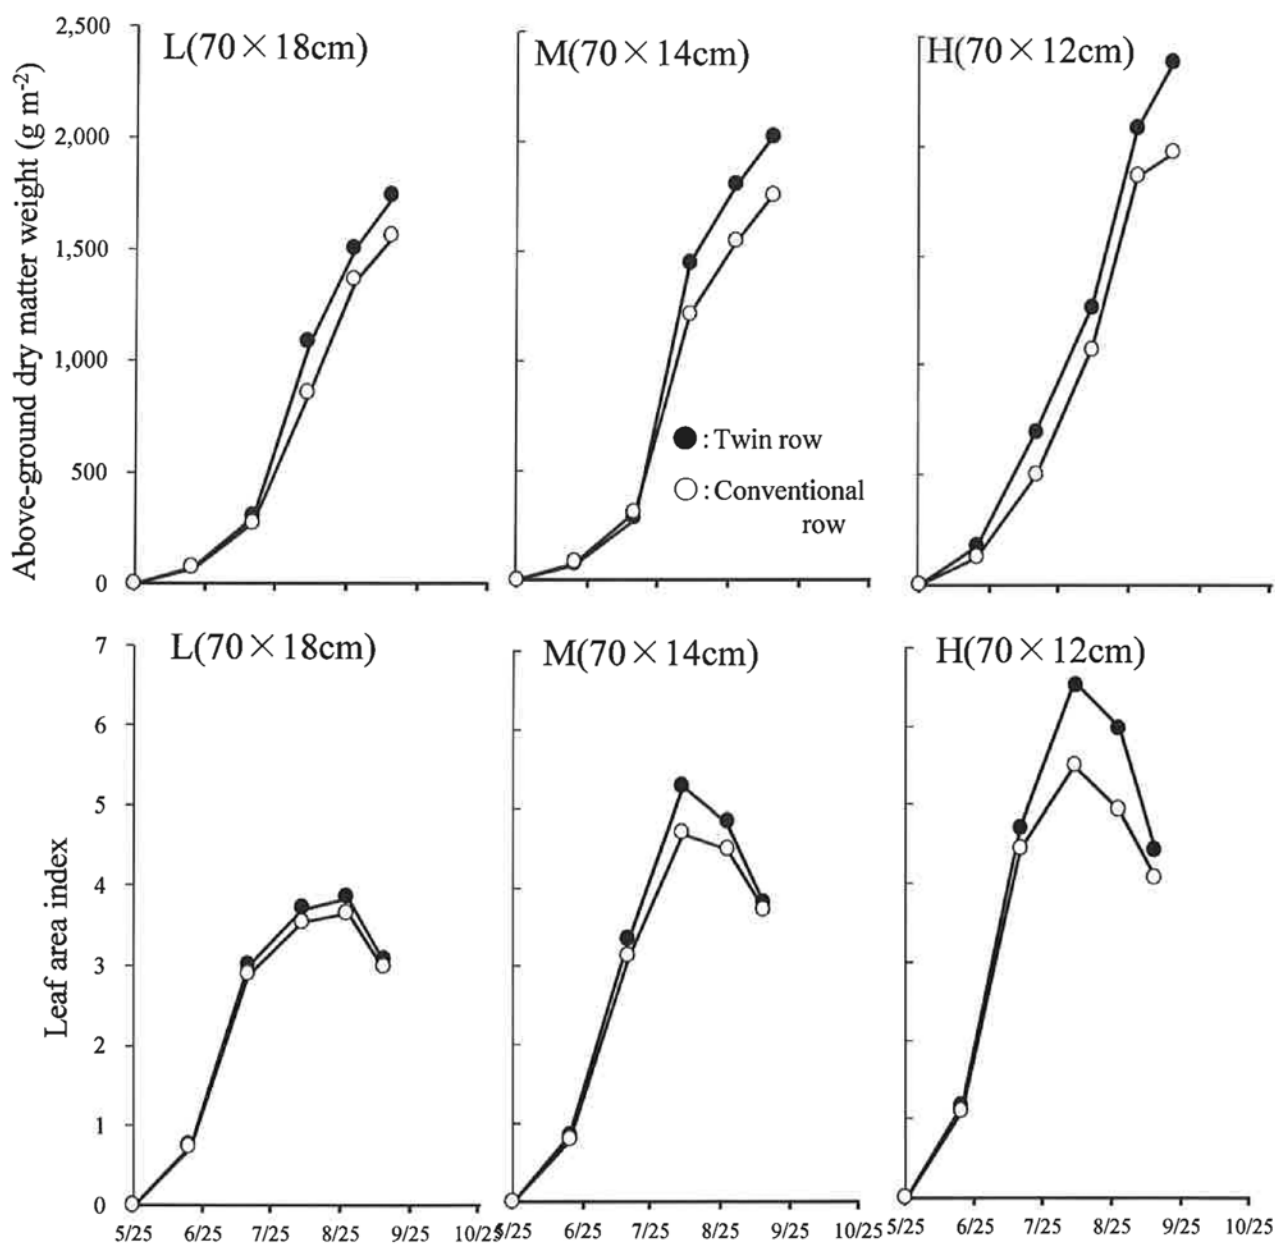 2,500
2,000
1,500
1,000
500
0
Above-ground dry matter weight (g m⁻²)
L(70×18cm)
M(70×14cm)
H(70×12cm)
●: Twin row
○: Conventional
row
7
6
5
4
3
2
1
0
Leaf area index
L(70×18cm)
M(70×14cm)
H(70×12cm)
5/25 6/25 7/25 8/25 9/25 10/25
5/25 6/25 7/25 8/25 9/25 10/25
5/25 6/25 7/25 8/25 9/25 10/25